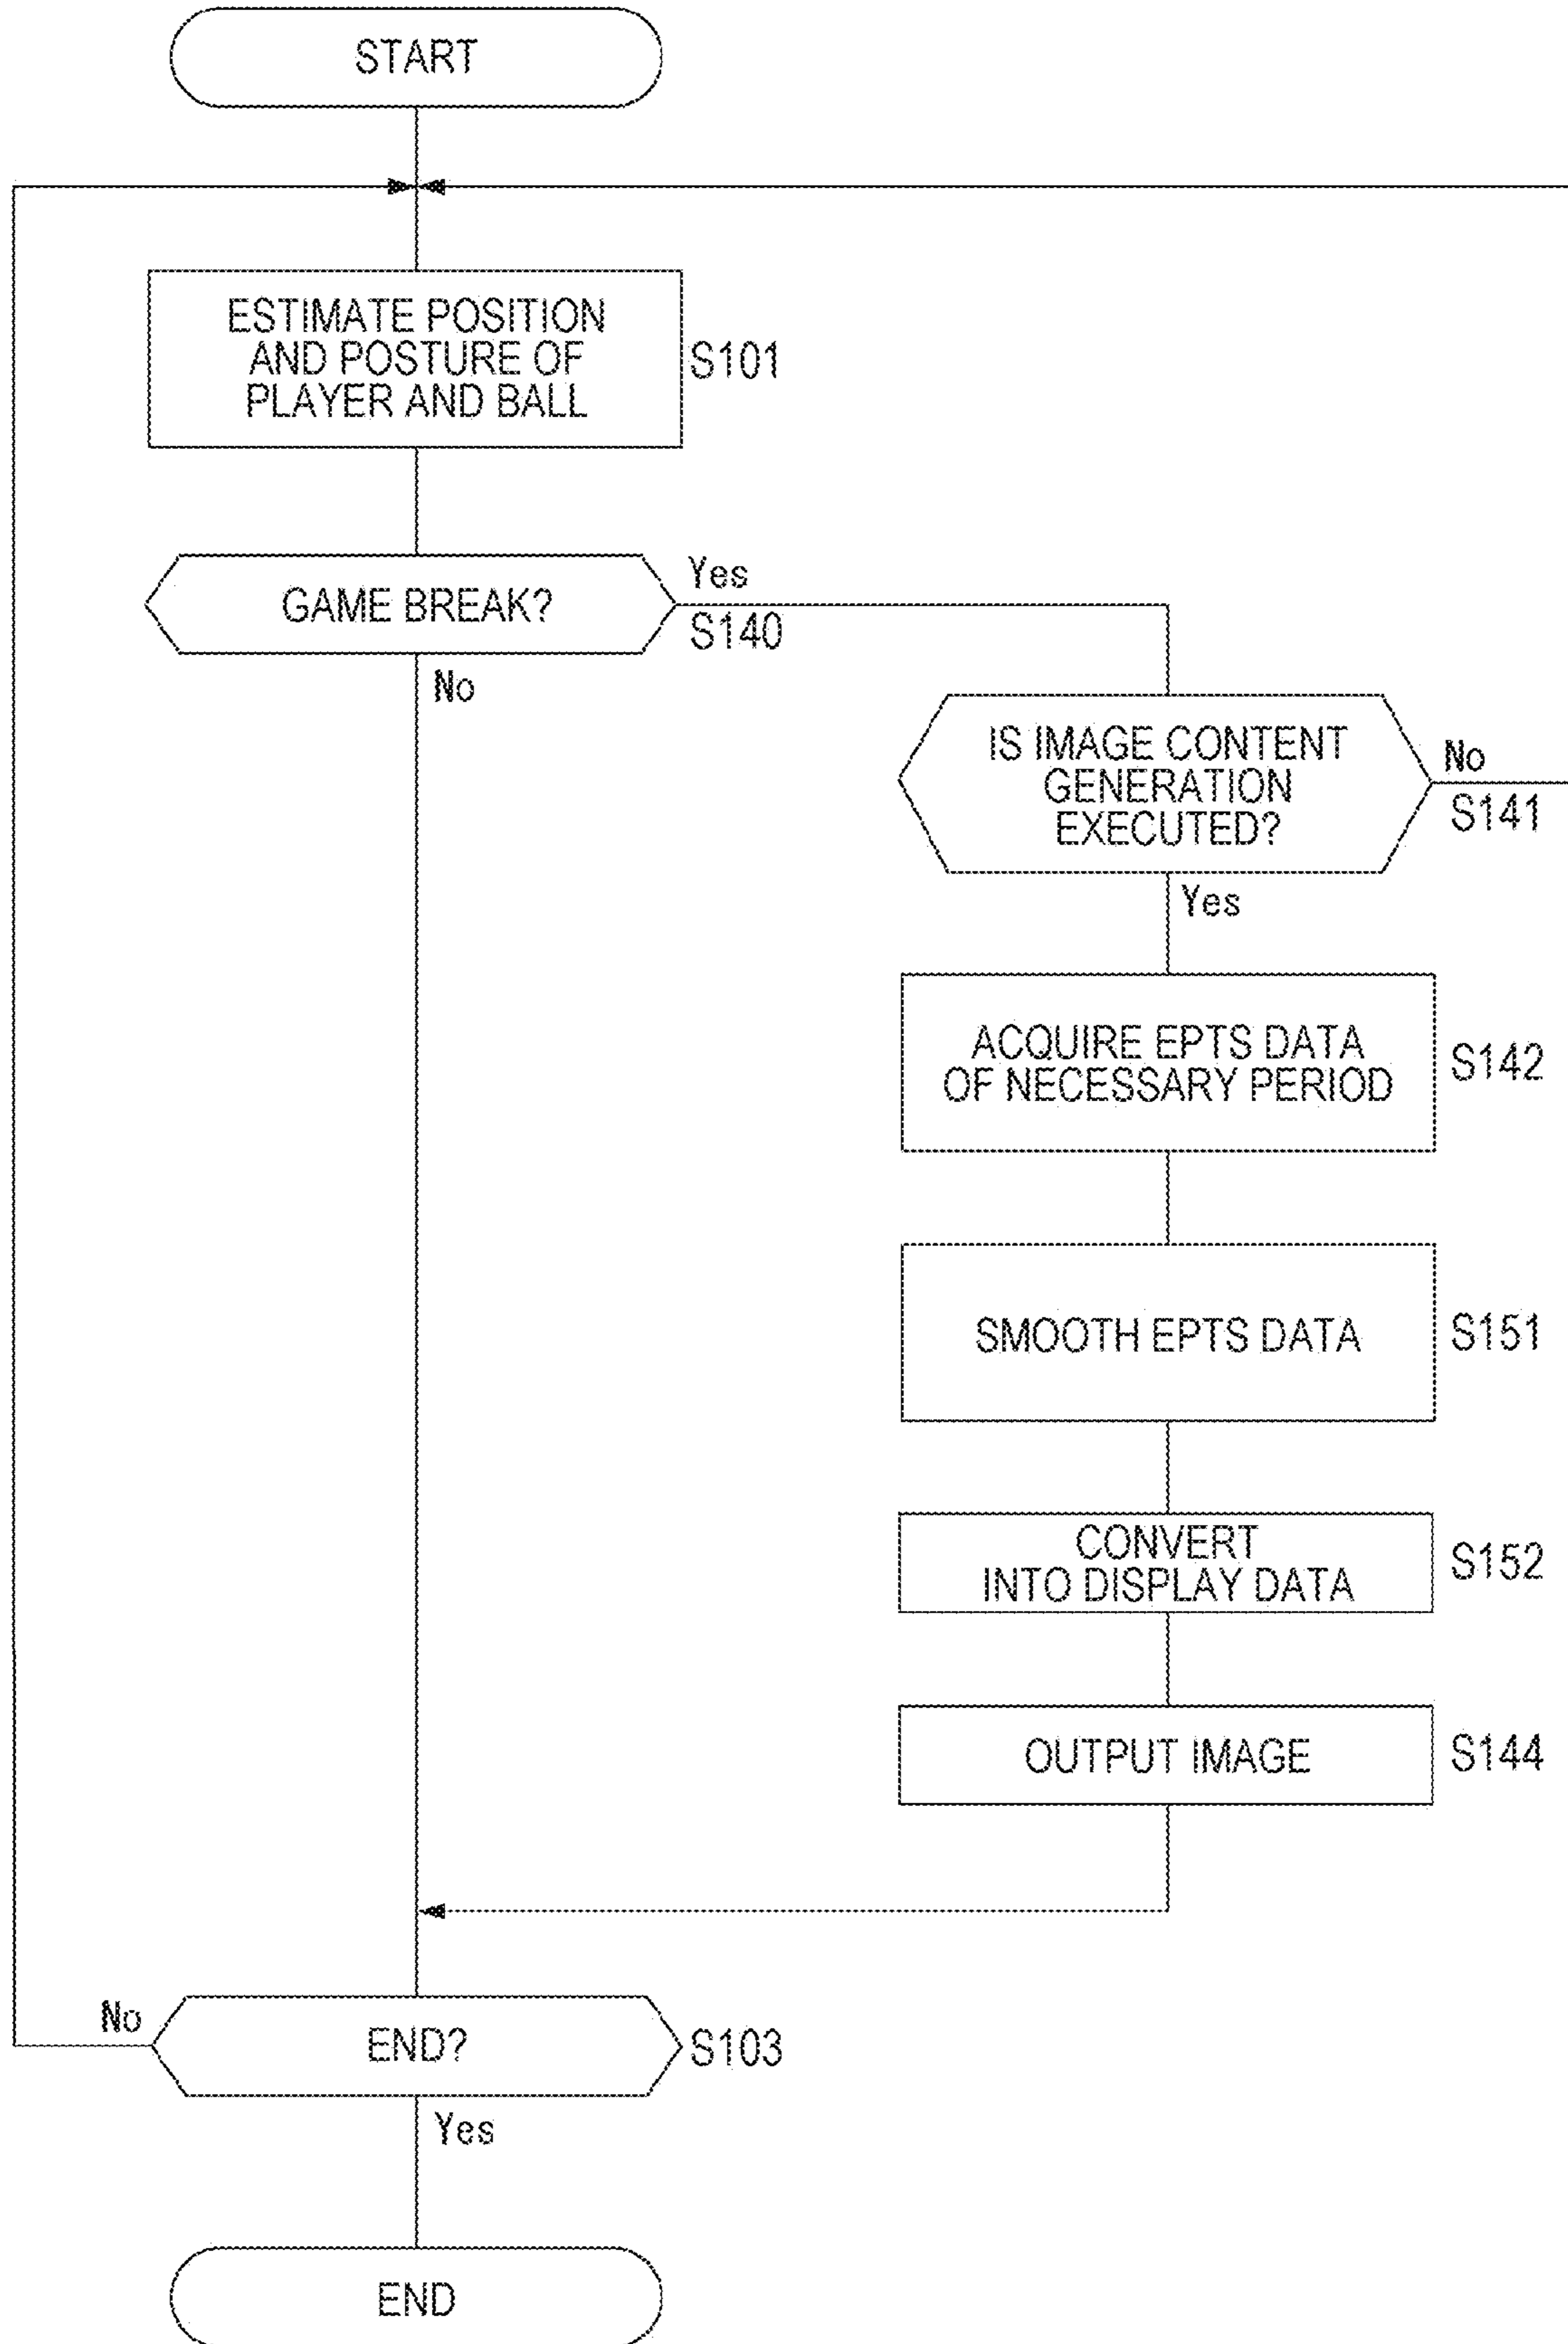 START
ESTIMATE POSITION
AND POSTURE OF
PLAYER AND BALL
S101
GAME BREAK?
Yes
S140
No
IS IMAGE CONTENT
GENERATION
EXECUTED?
No
S141
Yes
ACQUIRE EPTS DATA
OF NECESSARY PERIOD
S142
SMOOTH EPTS DATA
S151
CONVERT
INTO DISPLAY DATA
S152
OUTPUT IMAGE
S144
No
END?
S103
Yes
END